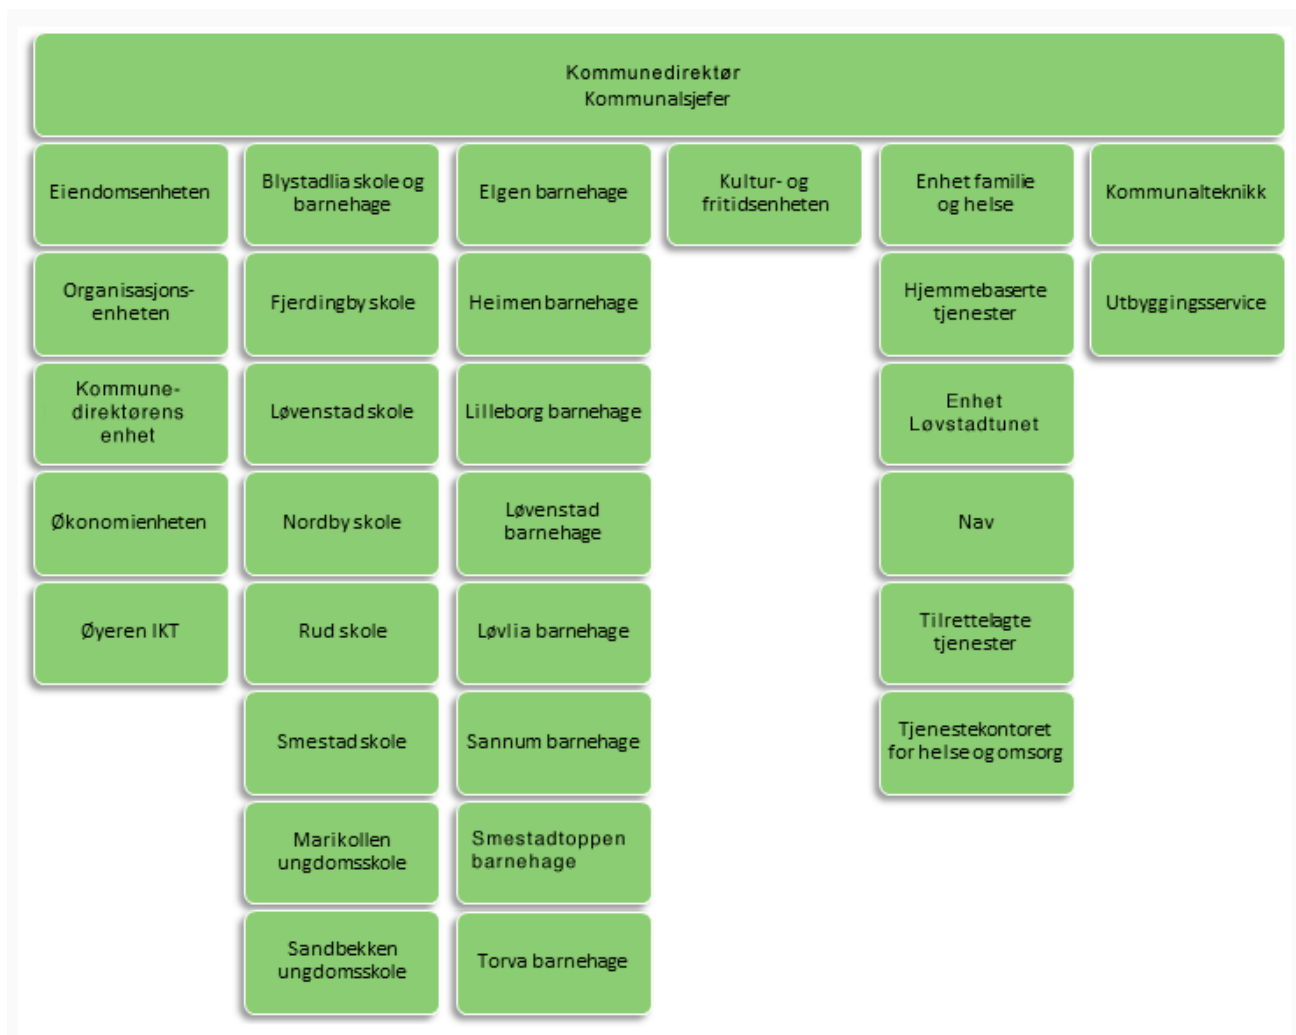 Kommunedirektør
Kommunalsjefer
Eiendomsenheten
Organisasjons-
enheten
Kommune-
direktørens
enhet
Økonomienheten
Øyeren IKT
Blystadlia skole og
barnehage
Fjerdingby skole
Løvenstad skole
Nordby skole
Rud skole
Smestad skole
Marikollen
ungdomsskole
Sandbekken
ungdomsskole
Elgen barnehage
Heimen barnehage
Lilleborg barnehage
Løvenstad
barnehage
Løvlia barnehage
Sannum barnehage
Smestadtoppen
barnehage
Torva barnehage
Kultur- og
fritidsenheten
Enhet familie
og helse
Hjemmebaserte
tjenester
Enhet
Løvstadtunet
Nav
Tilrettelagte
tjenester
Tjenestekontoret
for helse og omsorg
Kommunalteknikk
Utbyggingsservice